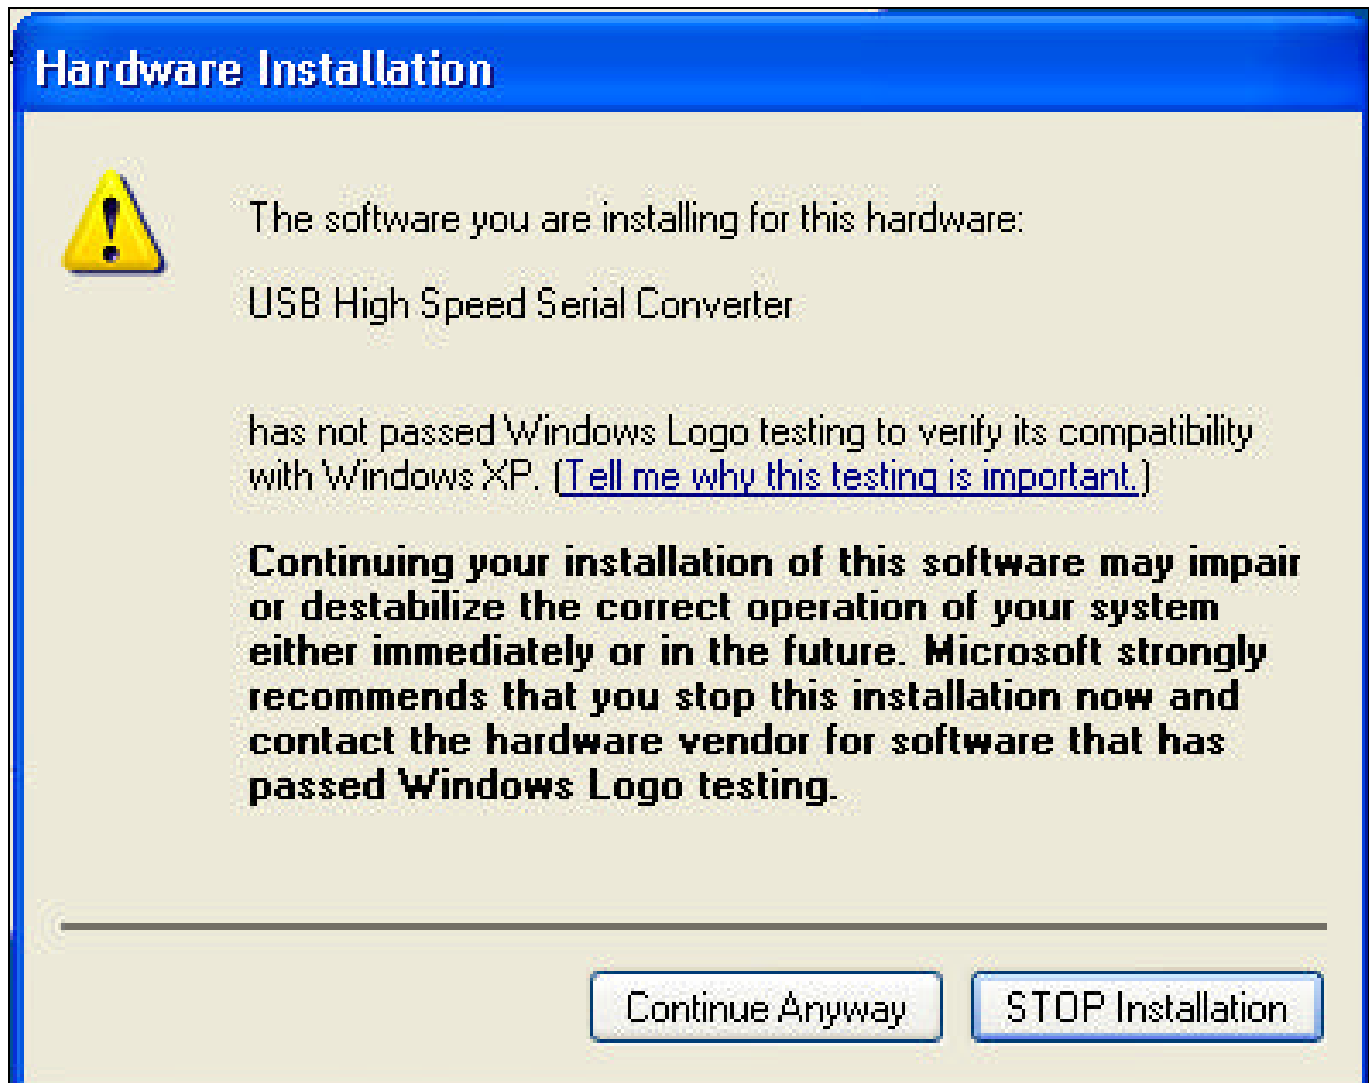 Hardware Installation
The software you are installing for this hardware:
USB High Speed Serial Converter
has not passed Windows Logo testing to verify its compatibility
with Windows XP. (Tell me why this testing is important.)
Continuing your installation of this software may impair
or destabilize the correct operation of your system
either immediately or in the future. Microsoft strongly
recommends that you stop this installation now and
contact the hardware vendor for software that has
passed Windows Logo testing.
Continue Anyway
STOP Installation